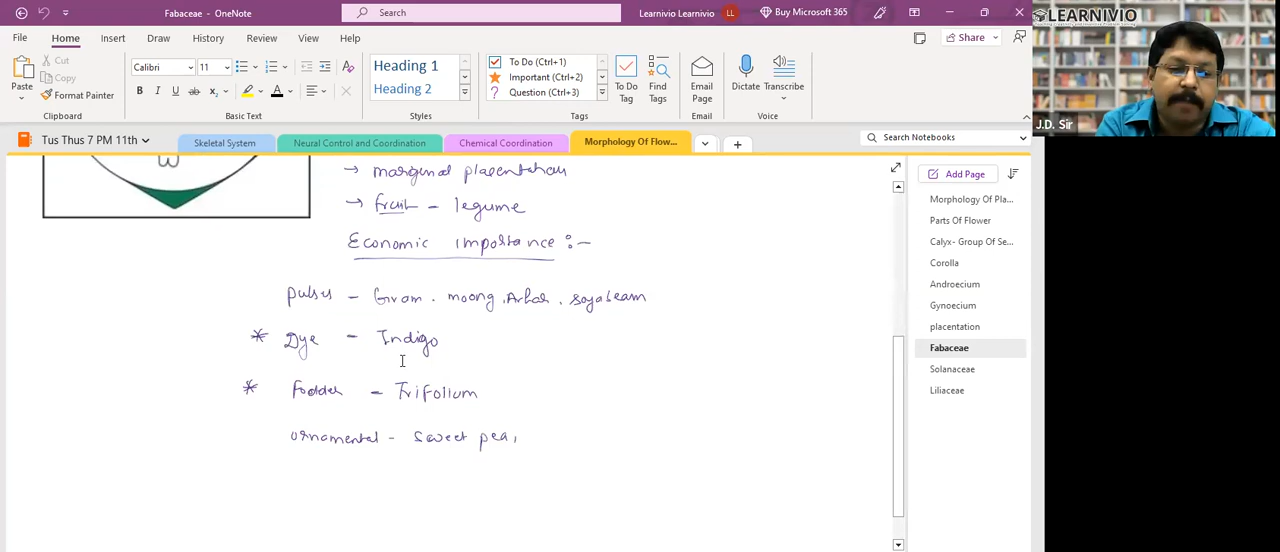 Fabaceae - OneNote
Search
Learnivio Learnivio
LL
Buy Microsoft 365
File Home Insert Draw History Review View Help
Share
Paste
Cut
Copy
Format Painter
Clipboard
Calibri 11
B I U ab x A
Basic Text
Heading 1
Heading 2
Styles
To Do (Ctrl+1)
Important (Ctrl+2)
Question (Ctrl+3)
To Do Tag
Find Tags
Tags
Email Page
Email
Dictate
Transcribe
Voice
LEARNIVIO
J.D. Sir
Tus Thus 7 PM 11th
Skeletal System
Neural Control and Coordination
Chemical Coordination
Morphology Of Flow...
Search Notebooks
Add Page
Morphology Of Pla...
Parts Of Flower
Calyx- Group Of Se...
Corolla
Androecium
Gynoecium
placentation
Fabaceae
Solanaceae
Liliaceae
→ marginal placentation
→ fruit - legume
Economic importance :-
pulses - Gram . moong . Arhar . soyabeam
* Dye - Indigo
* Fodder - Trifolium
ornamental - sweet pea,